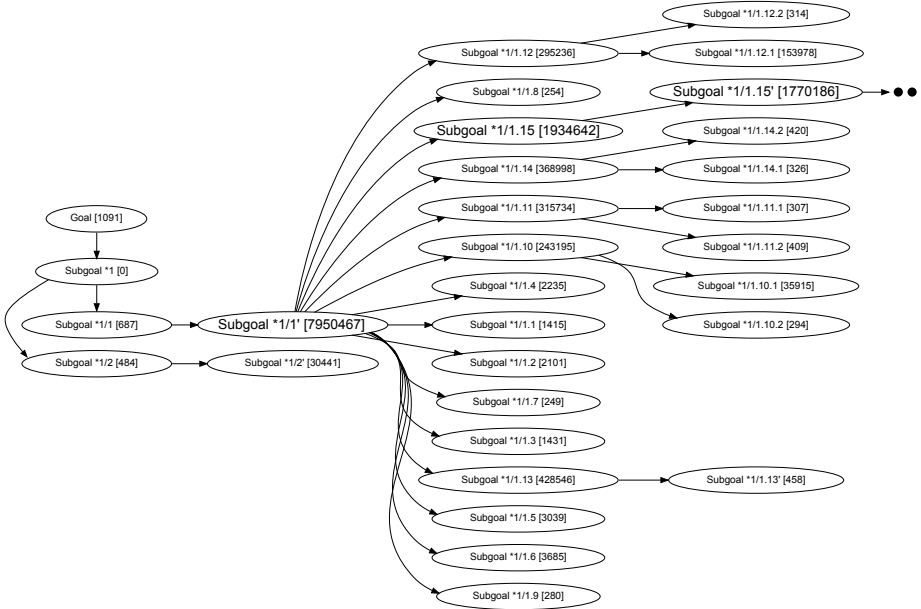 Goal [1091]
Subgoal *1 [0]
Subgoal *1/1 [687]
Subgoal *1/2 [484]
Subgoal *1/1' [7950467]
Subgoal *1/2' [30441]
Subgoal *1/1.12 [295236]
Subgoal *1/1.8 [254]
Subgoal *1/1.15 [1934642]
Subgoal *1/1.14 [368998]
Subgoal *1/1.11 [315734]
Subgoal *1/1.10 [243195]
Subgoal *1/1.4 [2235]
Subgoal *1/1.1 [1415]
Subgoal *1/1.2 [2101]
Subgoal *1/1.7 [249]
Subgoal *1/1.3 [1431]
Subgoal *1/1.13 [428546]
Subgoal *1/1.5 [3039]
Subgoal *1/1.6 [3685]
Subgoal *1/1.9 [280]
Subgoal *1/1.12.2 [314]
Subgoal *1/1.12.1 [153978]
Subgoal *1/1.15' [1770186]
Subgoal *1/1.14.2 [420]
Subgoal *1/1.14.1 [326]
Subgoal *1/1.11.1 [307]
Subgoal *1/1.11.2 [409]
Subgoal *1/1.10.1 [35915]
Subgoal *1/1.10.2 [294]
Subgoal *1/1.13' [458]